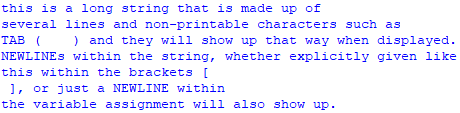 this is a long string that is made up of
several lines and non-printable characters such as
TAB (    ) and they will show up that way when displayed.
NEWLINEs within the string, whether explicitly given like
this within the brackets [
 ], or just a NEWLINE within
the variable assignment will also show up.